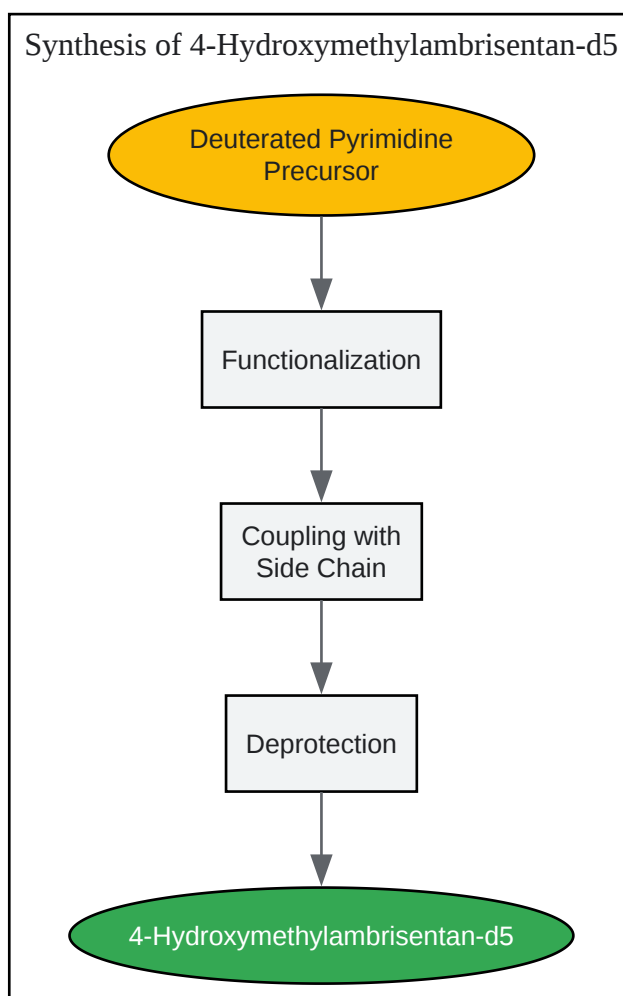 Synthesis of 4-Hydroxymethylambrisentan-d5
Deuterated Pyrimidine
Precursor
Functionalization
Coupling with
Side Chain
Deprotection
4-Hydroxymethylambrisentan-d5